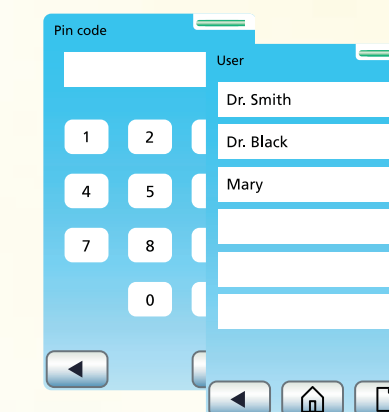 Pin code
1 2
4 5
7 8
0
User
Dr. Smith
Dr. Black
Mary